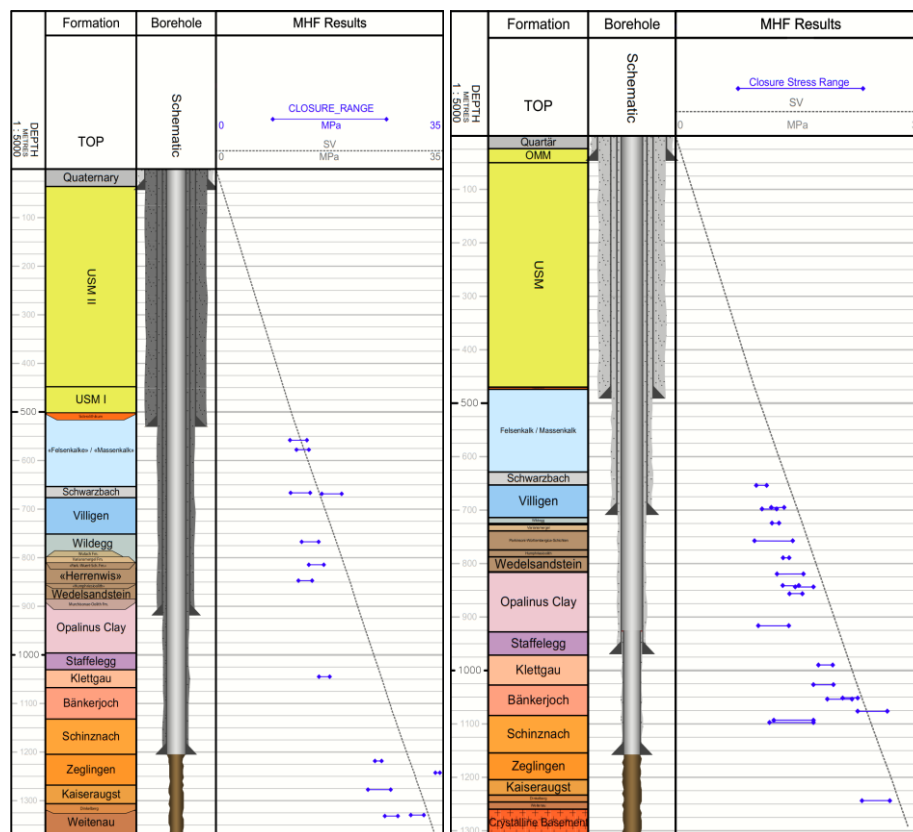 Formation
Borehole
MHF Results
DEPTH
METRES
1 : 5000
TOP
Schematic
CLOSURE_RANGE
0
MPa
35
SV
0
MPa
35
Quaternary
100
200
USM II
300
400
USM I
500
«Felsenkalke» / «Massenkalk»
600
Schwarzbach
700
Villigen
Wildegg
800
«Herrenwis»
Wedelsandstein
900
Opalinus Clay
1000
Staffelegg
Klettgau
1100
Bänkerjoch
Schinznach
1200
Zeglingen
Kaiseraugst
1300
Weitenau
Formation
Borehole
MHF Results
DEPTH
METRES
1 : 5000
TOP
Schematic
Closure Stress Range
SV
0
MPa
Quartär
OMM
100
200
USM
300
400
500
Felsenkalk / Massenkalk
600
Schwarzbach
Villigen
700
800
Wedelsandstein
Opalinus Clay
900
Staffelegg
1000
Klettgau
Bänkerjoch
1100
Schinznach
Zeglingen
1200
Kaiseraugst
Crystalline Basement
1300